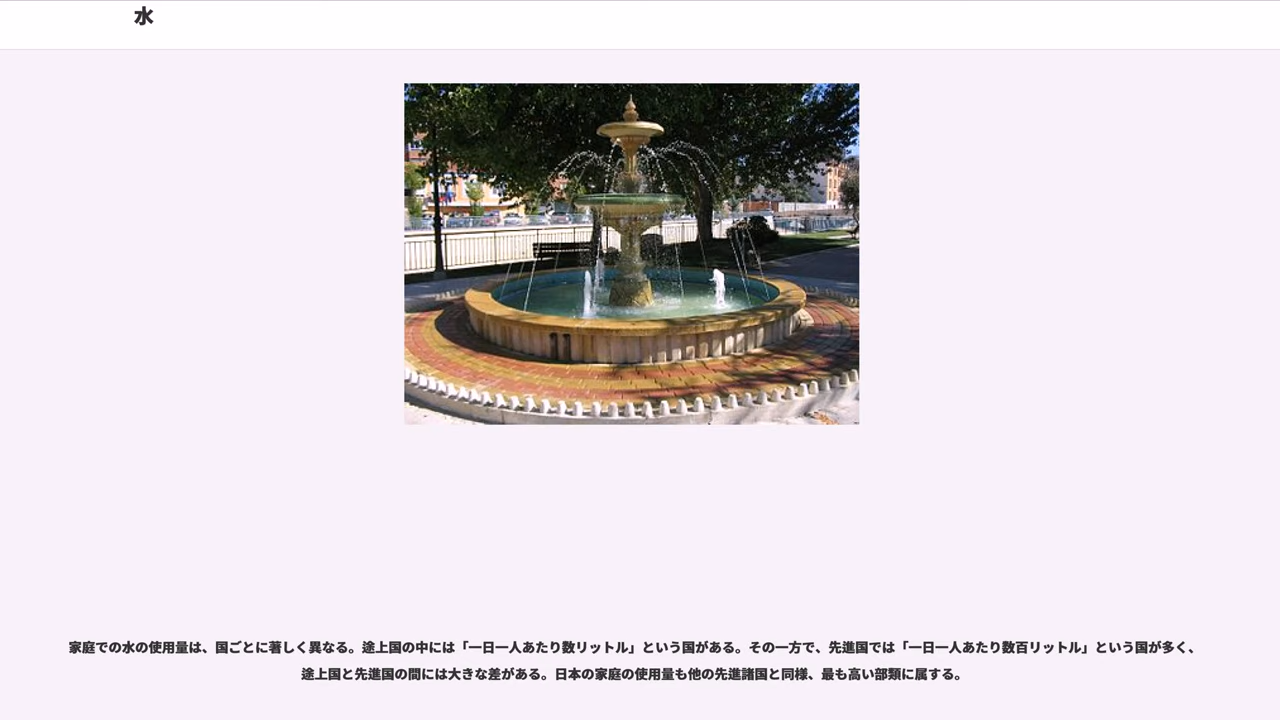 水
家庭での水の使用量は、国ごとに著しく異なる。途上国の中には「一日一人あたり数リットル」という国がある。その一方で、先進国では「一日一人あたり数百リットル」という国が多く、
途上国と先進国の間には大きな差がある。日本の家庭の使用量も他の先進諸国と同様、最も高い部類に属する。